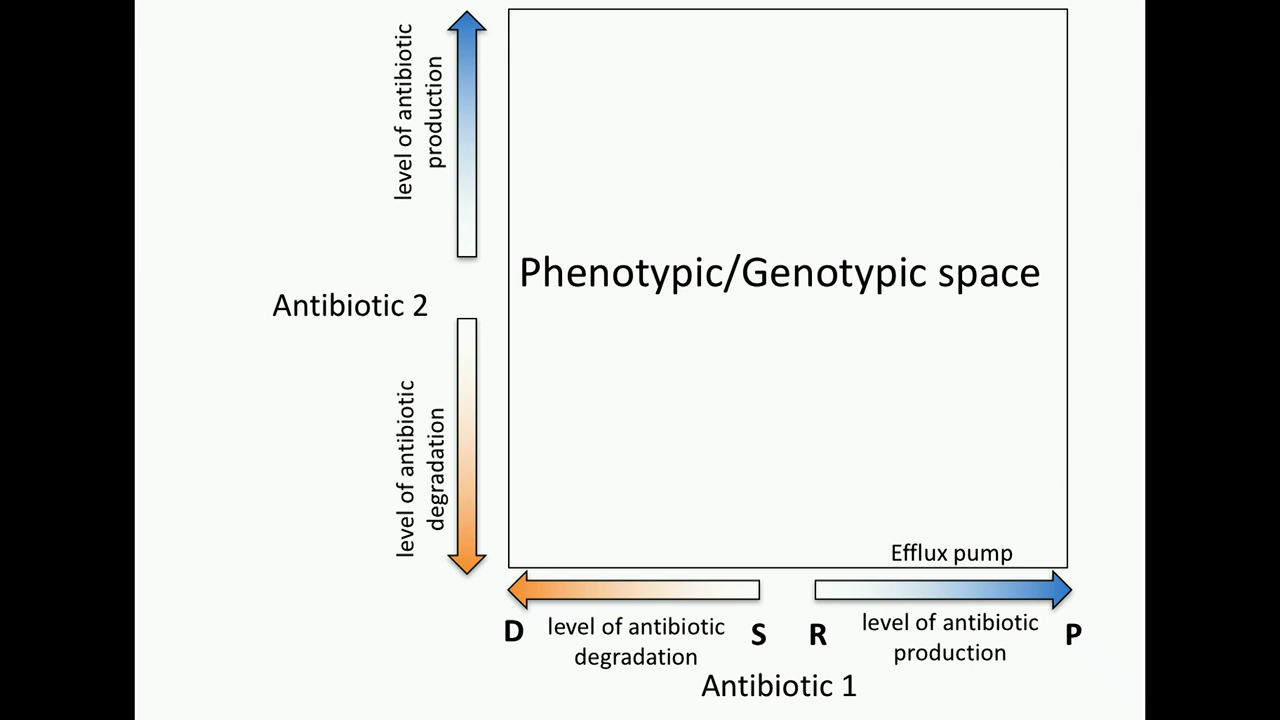 level of antibiotic
production
Phenotypic/Genotypic space
Antibiotic 2
level of antibiotic
degradation
Efflux pump
D level of antibiotic S R level of antibiotic P
degradation production
Antibiotic 1